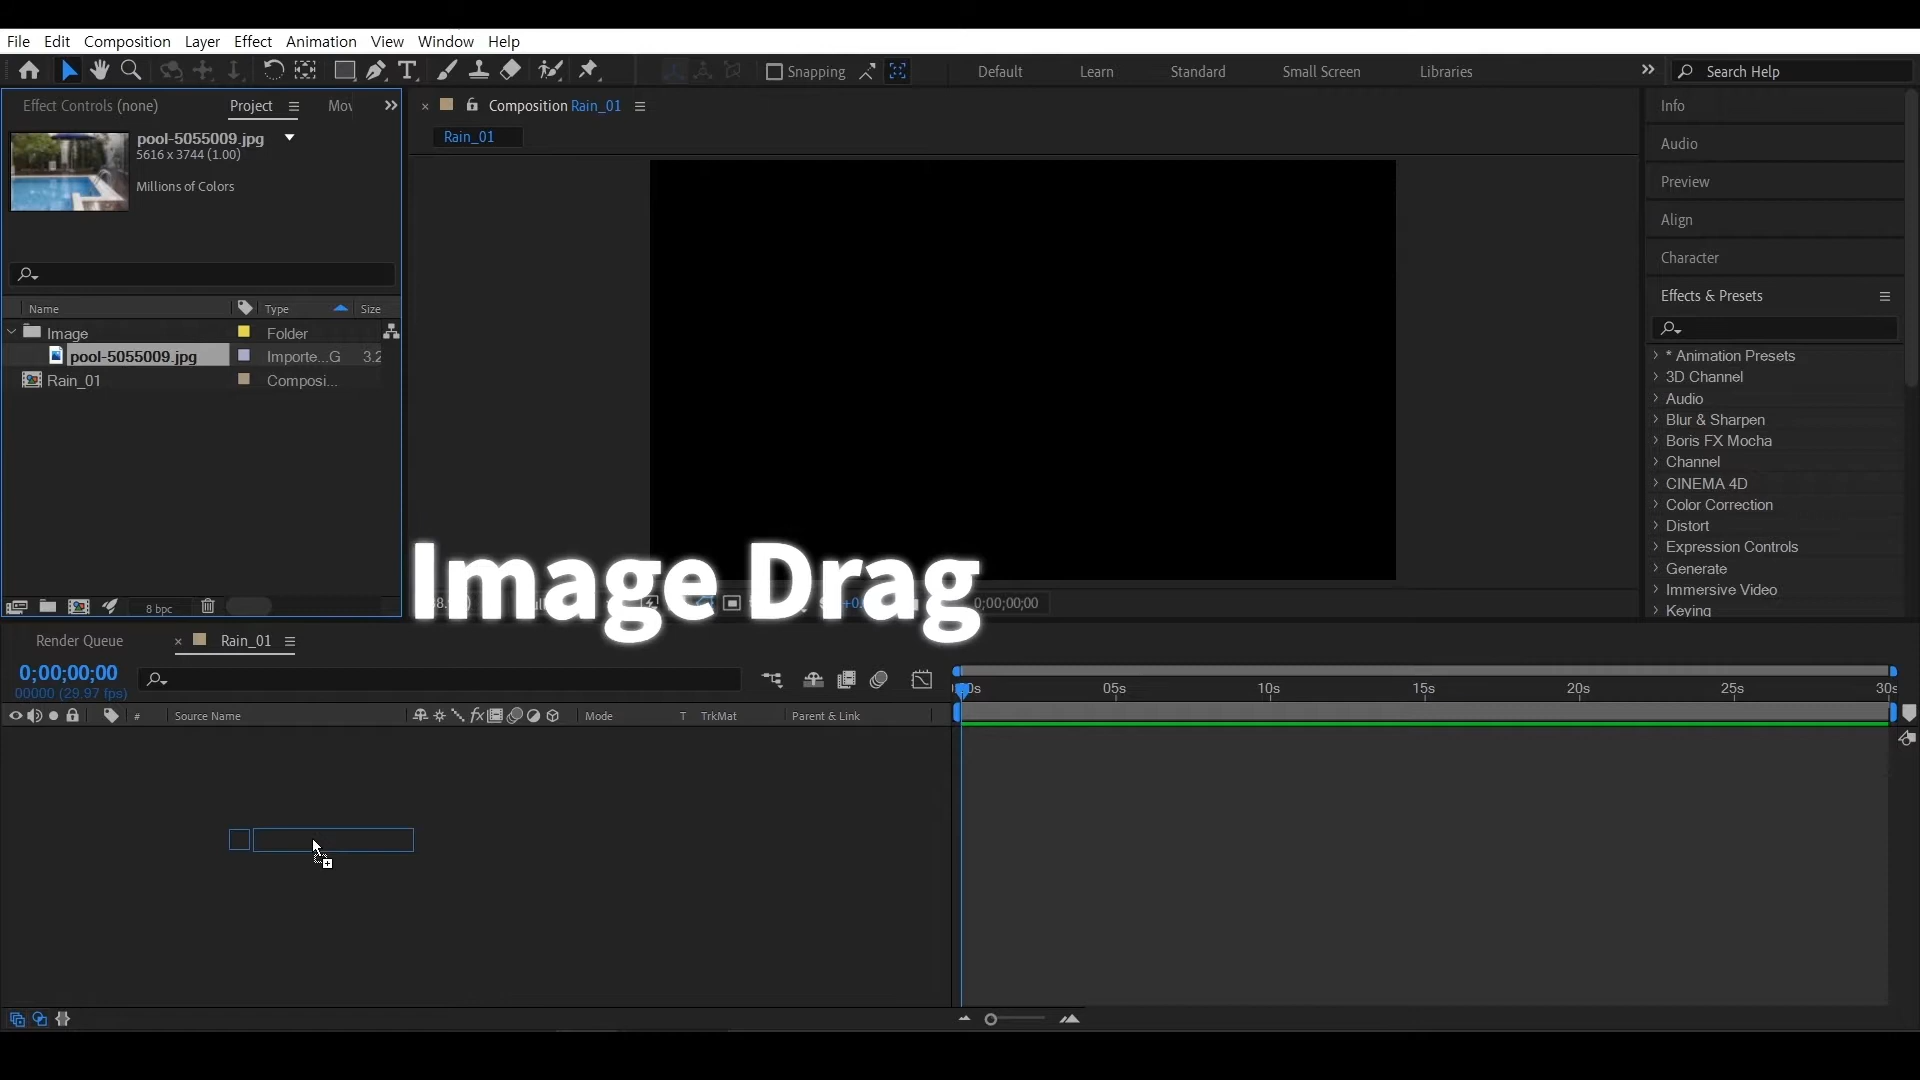 File Edit Composition Layer Effect Animation View Window Help
Snapping Default Learn Standard Small Screen Libraries Search Help
Effect Controls (none) Project
Composition Rain_01
Rain_01
pool-5055009.jpg
5616 x 3744 (1.00)
Millions of Colors
Name Type Size
Image Folder
pool-5055009.jpg Importe...G 3.2
Rain_01 Composi...
8 bpc
Image Drag
0;00;00;00
Info
Audio
Preview
Align
Character
Effects & Presets
* Animation Presets
3D Channel
Audio
Blur & Sharpen
Boris FX Mocha
Channel
CINEMA 4D
Color Correction
Distort
Expression Controls
Generate
Immersive Video
Keying
Render Queue Rain_01
0;00;00;00
00000 (29.97 fps)
# Source Name Mode T TrkMat Parent & Link
05s 10s 15s 20s 25s 30s